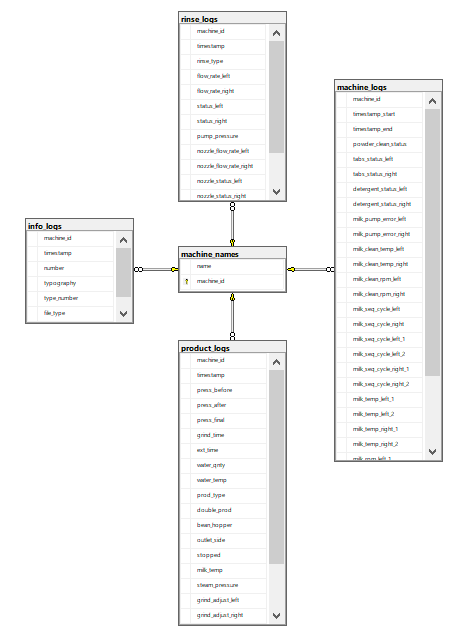 rinse_logs
machine_id
timestamp
rinse_type
flow_rate_left
flow_rate_right
status_left
status_right
pump_pressure
nozzle_flow_rate_left
nozzle_flow_rate_right
nozzle_status_left
nozzle_status_right
machine_logs
machine_id
timestamp_start
timestamp_end
powder_clean_status
tabs_status_left
tabs_status_right
detergent_status_left
detergent_status_right
milk_pump_error_left
milk_pump_error_right
milk_clean_temp_left
milk_clean_temp_right
milk_clean_rpm_left
milk_clean_rpm_right
milk_seq_cycle_left
milk_seq_cycle_right
milk_seq_cycle_left_1
milk_seq_cycle_left_2
milk_seq_cycle_right_1
milk_seq_cycle_right_2
milk_temp_left_1
milk_temp_left_2
milk_temp_right_1
milk_temp_right_2
milk_rpm_left_1
info_logs
machine_id
timestamp
number
typography
type_number
file_type
machine_names
name
machine_id
product_logs
machine_id
timestamp
press_before
press_after
press_final
grind_time
ext_time
water_qnty
water_temp
prod_type
double_prod
bean_hopper
outlet_side
stopped
milk_temp
steam_pressure
grind_adjust_left
grind_adjust_right